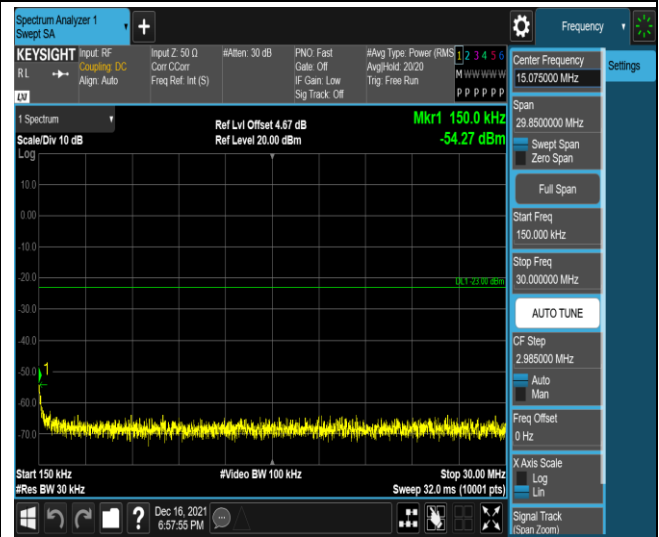 Spectrum Analyzer 1
Swept SA
+
Frequency
KEYSIGHT
RL
LXI
Input: RF
Coupling: DC
Align: Auto
Input Z: 50 Ω
Corr CCorr
Freq Ref: Int (S)
#Atten: 30 dB
PNO: Fast
Gate: Off
IF Gain: Low
Sig Track: Off
#Avg Type: Power (RMS
Avg|Hold: 20/20
Trig: Free Run
1 2 3 4 5 6
M W W W W W
P P P P P P
1 Spectrum
Scale/Div 10 dB
Ref Lvl Offset 4.67 dB
Ref Level 20.00 dBm
Mkr1 150.0 kHz
-54.27 dBm
Log
10.0
0.00
-10.0
-20.0
DL1 -23.00 dBm
-30.0
-40.0
-50.0
1
-60.0
-70.0
Start 150 kHz
#Video BW 100 kHz
Stop 30.00 MHz
#Res BW 30 kHz
Sweep 32.0 ms (10001 pts)
?
Dec 16, 2021
6:57:55 PM
Center Frequency
15.075000 MHz
Settings
Span
29.8500000 MHz
Swept Span
Zero Span
Full Span
Start Freq
150.000 kHz
Stop Freq
30.000000 MHz
AUTO TUNE
CF Step
2.985000 MHz
Auto
Man
Freq Offset
0 Hz
X Axis Scale
Log
Lin
Signal Track
(Span Zoom)